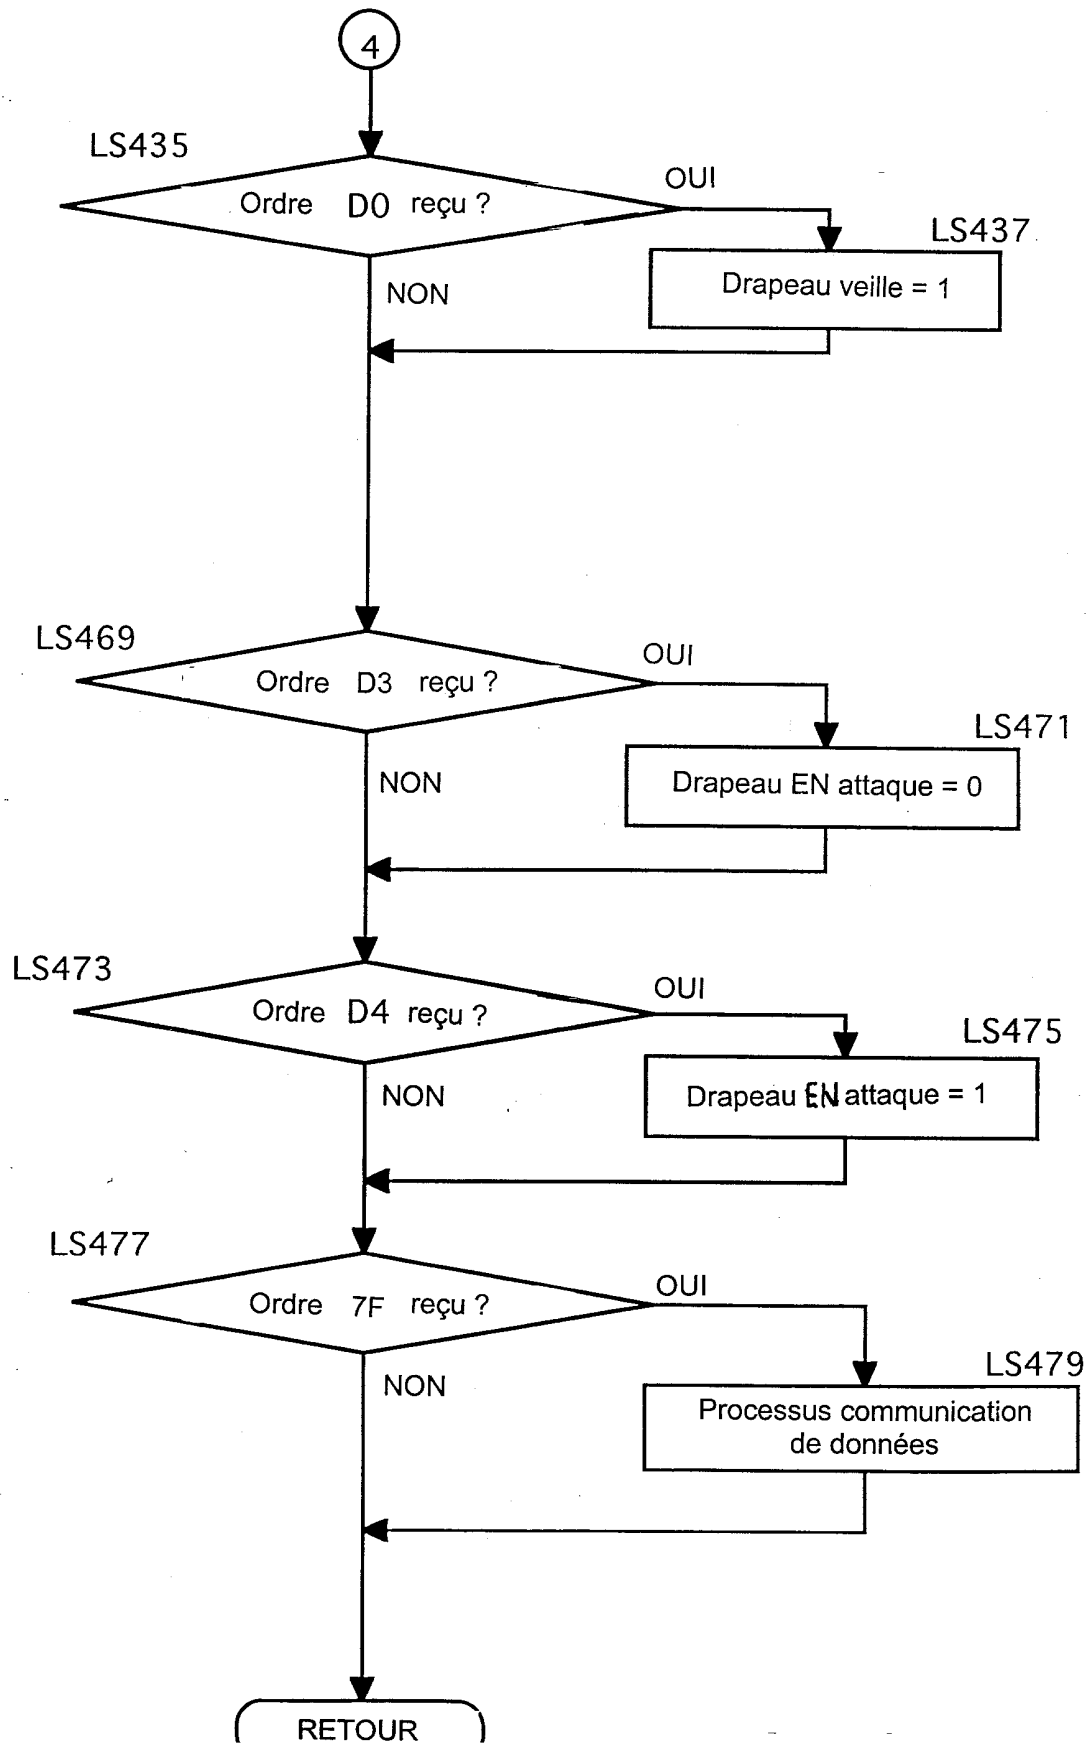 4
LS435
Ordre D0 reçu ?
OUI
LS437
Drapeau veille = 1
NON
LS469
Ordre D3 reçu ?
OUI
LS471
Drapeau EN attaque = 0
NON
LS473
Ordre D4 reçu ?
OUI
LS475
Drapeau EN attaque = 1
NON
LS477
Ordre 7F reçu ?
OUI
LS479
Processus communication
de données
NON
RETOUR